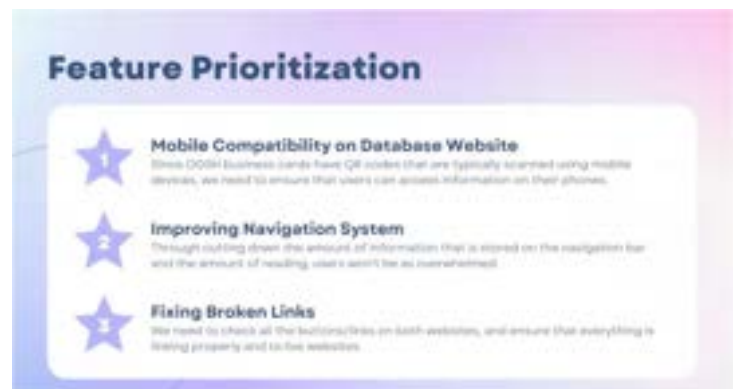 Feature Prioritization
1
Mobile Compatibility on Database Website
Since OOSH business cards have QR codes that are typically scanned using mobile
devices, we need to ensure that users can access information on their phones.
2
Improving Navigation System
Through cutting down the amount of information that is stored on the navigation bar
and the amount of reading, users won't be as overwhelmed.
3
Fixing Broken Links
We need to check all the buttons/links on both websites, and ensure that everything is
linking properly and to live websites.